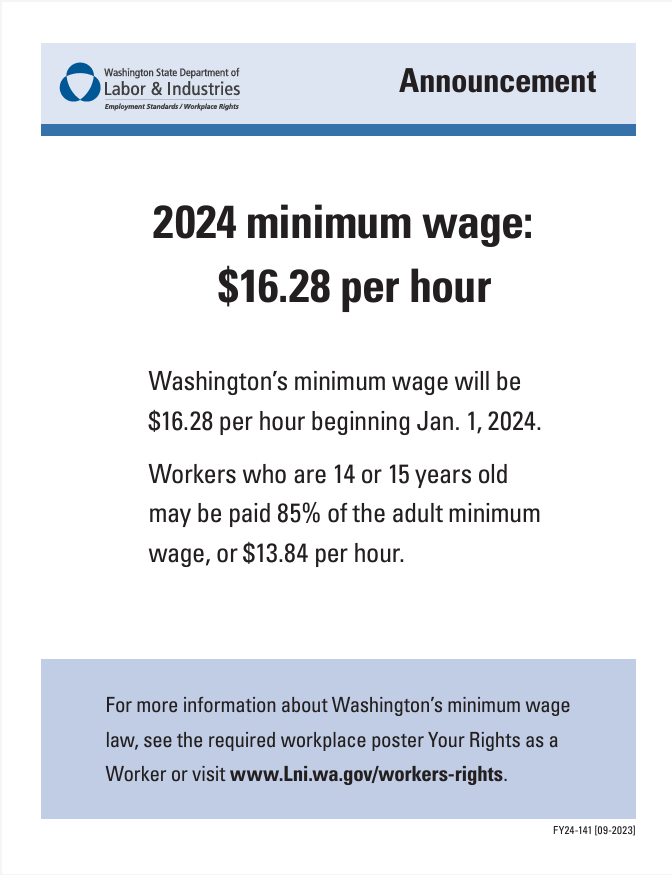 Washington State Department of
Labor & Industries
Employment Standards / Workplace Rights
Announcement
2024 minimum wage:
$16.28 per hour
Washington’s minimum wage will be
$16.28 per hour beginning Jan. 1, 2024.
Workers who are 14 or 15 years old
may be paid 85% of the adult minimum
wage, or $13.84 per hour.
For more information about Washington’s minimum wage
law, see the required workplace poster Your Rights as a
Worker or visit www.Lni.wa.gov/workers-rights.
FY24-141 [09-2023]